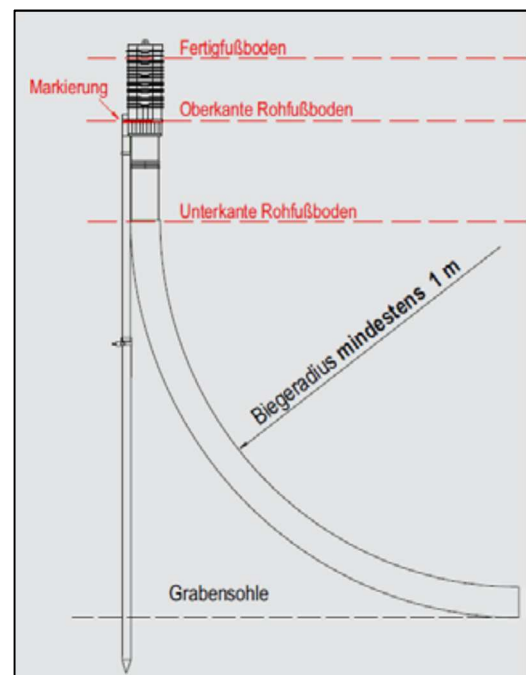 Fertigfußboden
Markierung
Oberkante Rohfußboden
Unterkante Rohfußboden
Biegeradius mindestens 1 m
Grabensohle